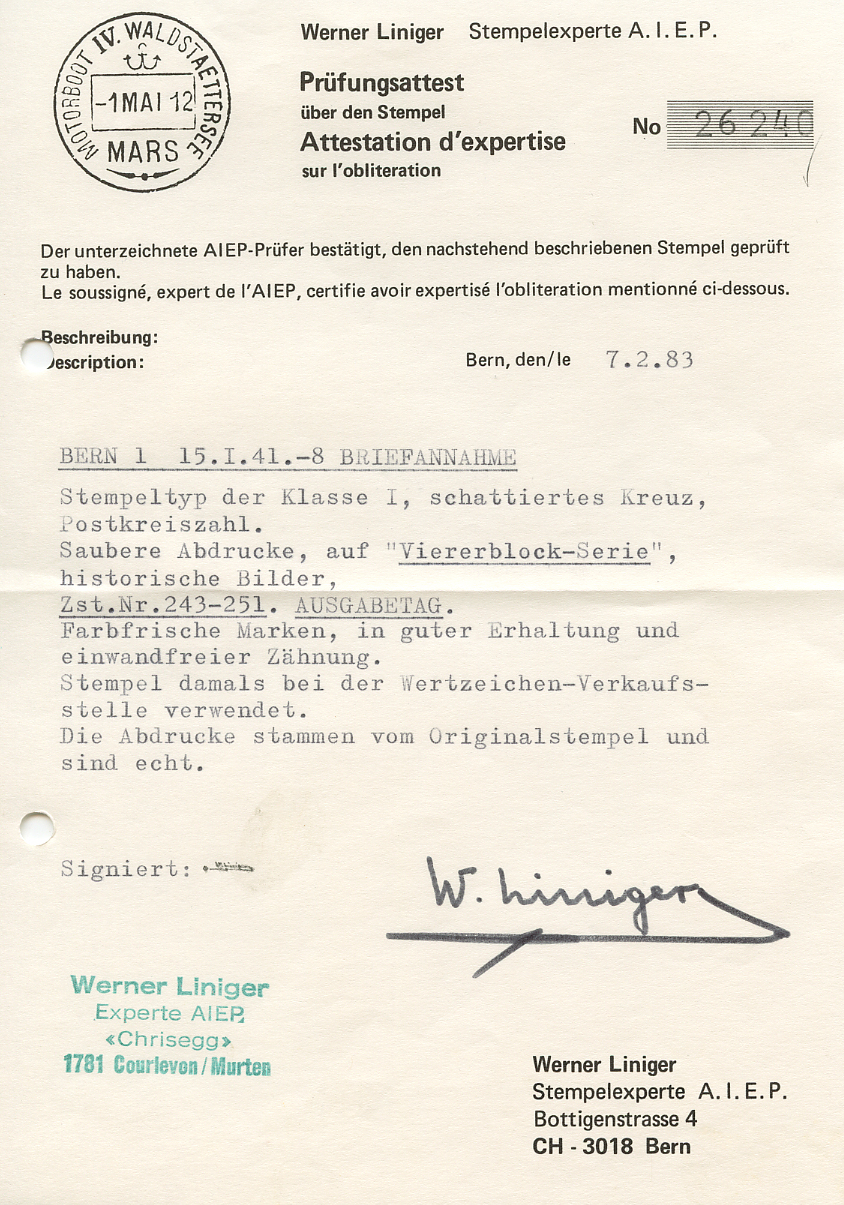 MOTORBOOT IV. WALDSTAETTERSEE
-1 MAI 12
MARS
Werner Liniger Stempelexperte A.I.E.P.
Prüfungsattest
über den Stempel
Attestation d'expertise
sur l'obliteration
No 26 240
Der unterzeichnete AIEP-Prüfer bestätigt, den nachstehend beschriebenen Stempel geprüft
zu haben.
Le soussigné, expert de l'AIEP, certifie avoir expertisé l'obliteration mentionné ci-dessous.
Beschreibung:
escription:
Bern, den/le 7.2.83
BERN 1 15.I.41.-8 BRIEFANNAHME
Stempeltyp der Klasse I, schattiertes Kreuz,
Postkreiszahl.
Saubere Abdrucke, auf "Viererblock-Serie",
historische Bilder,
Zst.Nr.243-251. AUSGABETAG.
Farbfrische Marken, in guter Erhaltung und
einwandfreier Zähnung.
Stempel damals bei der Wertzeichen-Verkaufs-
stelle verwendet.
Die Abdrucke stammen vom Originalstempel und
sind echt.
Signiert:
W. Liniger
Werner Liniger
Experte AIEP
«Chrisegg»
1781 Courlevon/Murten
Werner Liniger
Stempelexperte A.I.E.P.
Bottigenstrasse 4
CH - 3018 Bern